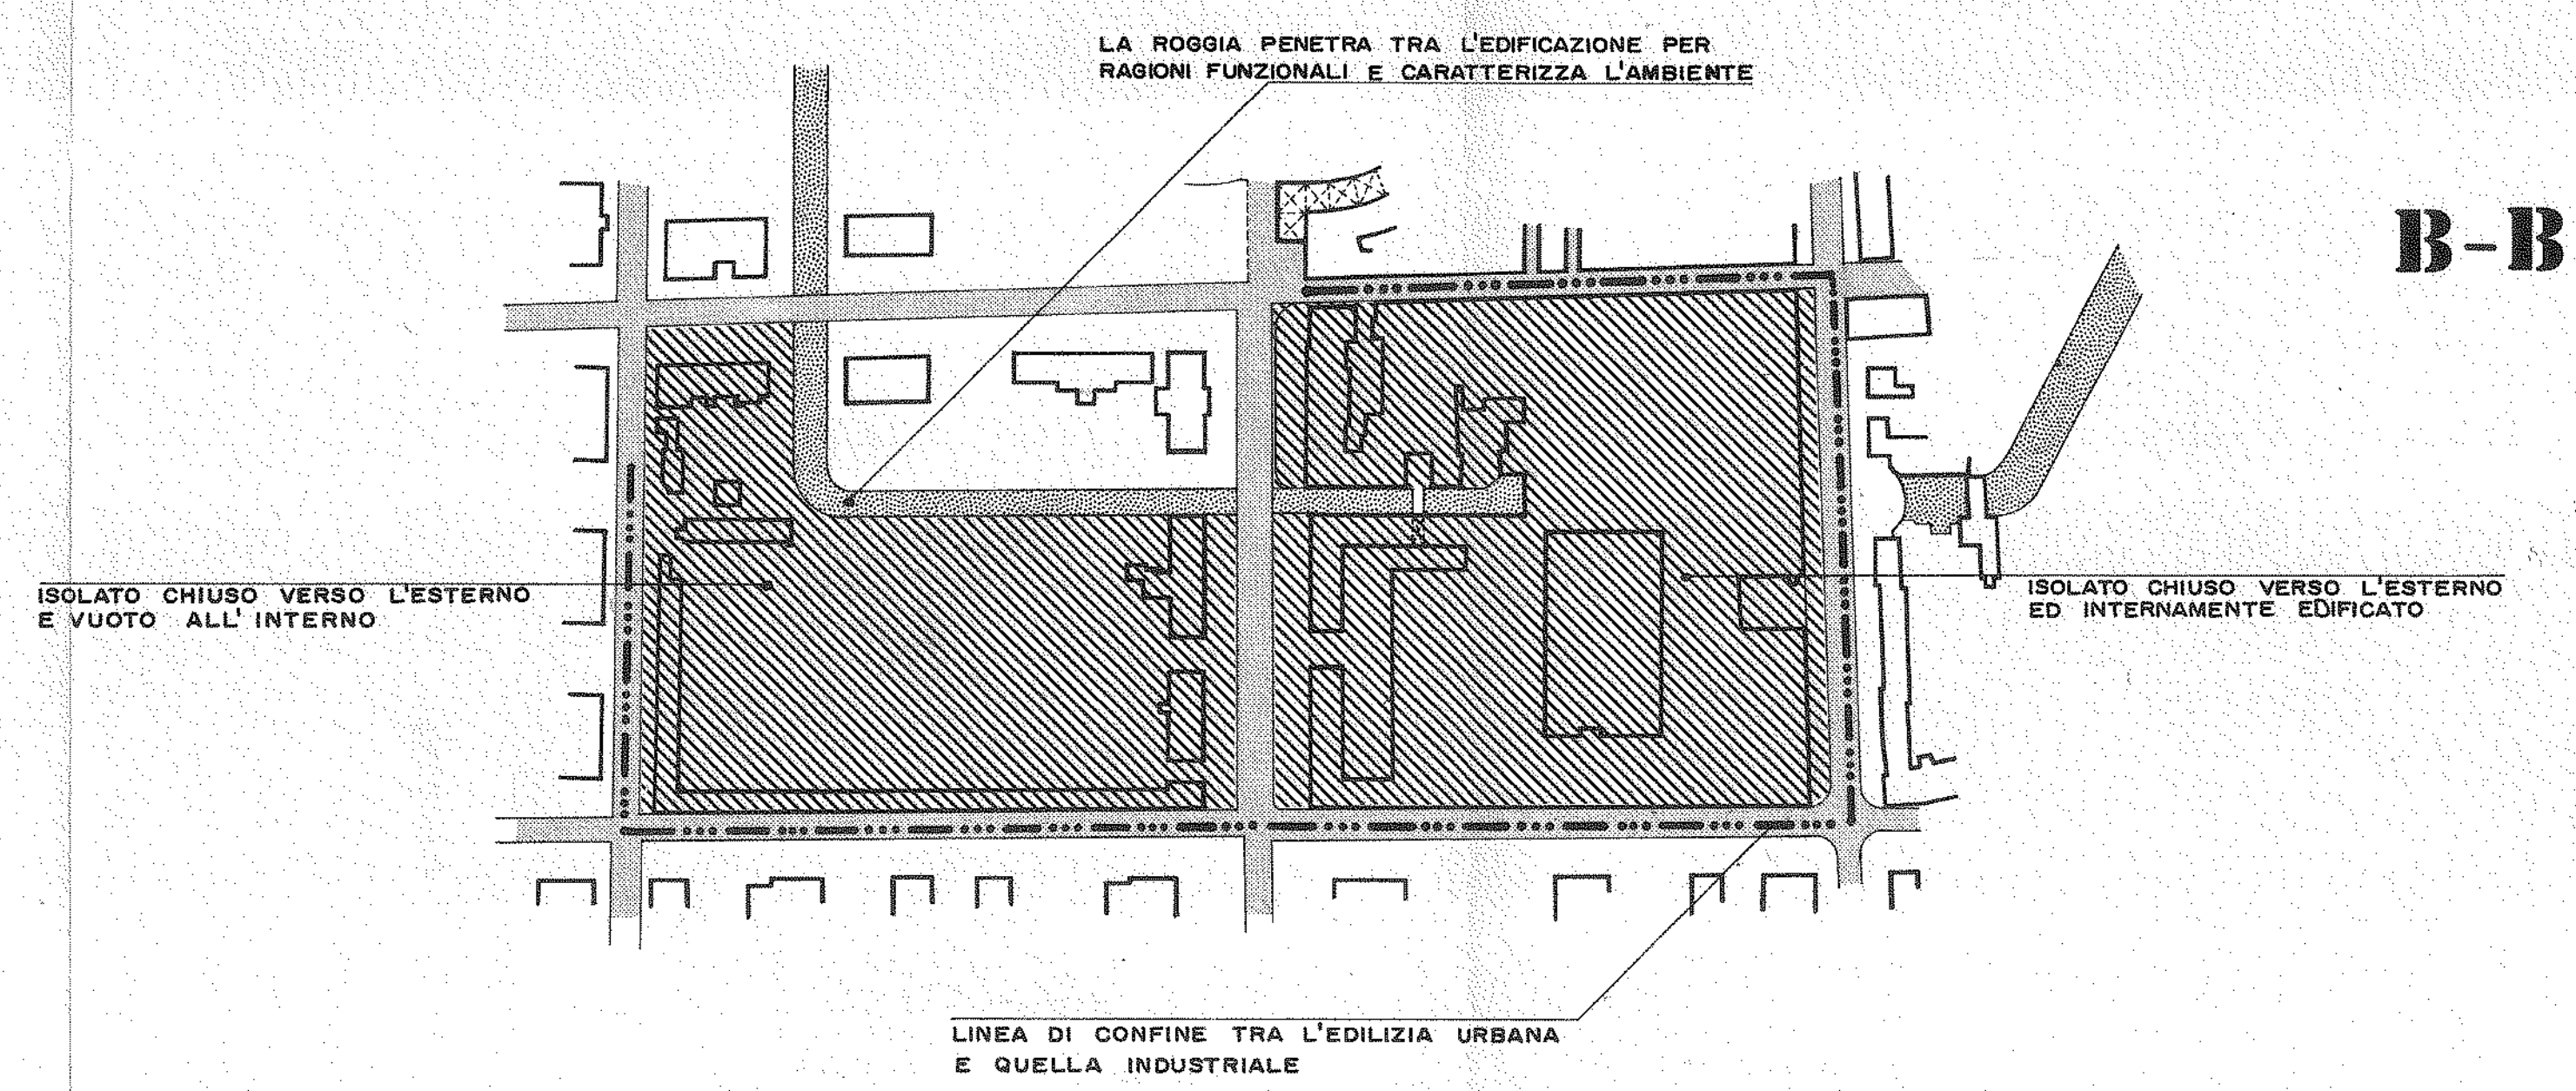 LA ROGGIA PENETRA TRA L'EDIFICAZIONE PER
RAGIONI FUNZIONALI E CARATTERIZZA L'AMBIENTE
B-B
ISOLATO CHIUSO VERSO L'ESTERNO
E VUOTO ALL' INTERNO
ISOLATO CHIUSO VERSO L'ESTERNO
ED INTERNAMENTE EDIFICATO
LINEA DI CONFINE TRA L'EDILIZIA URBANA
E QUELLA INDUSTRIALE